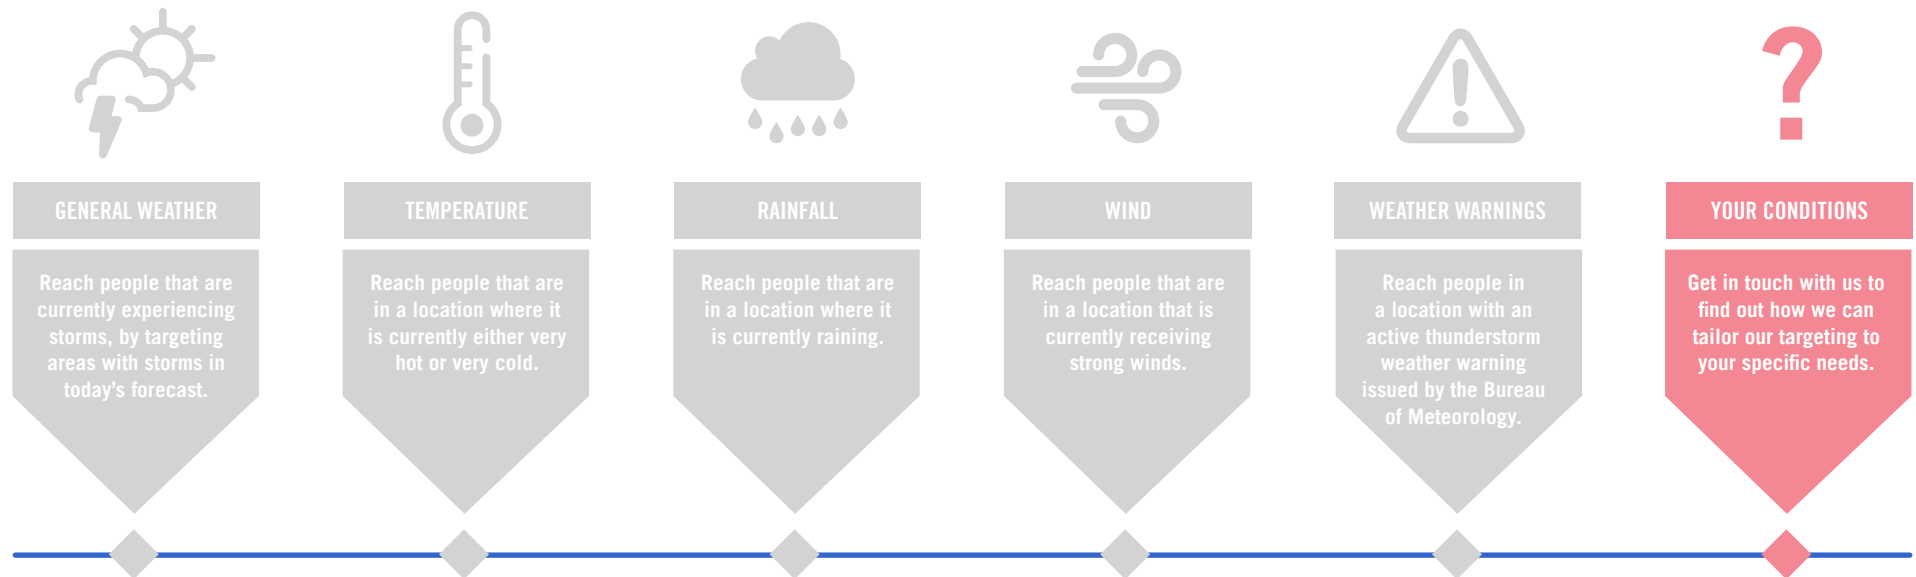 GENERAL WEATHER
Reach people that are
currently experiencing
storms, by targeting
areas with storms in
today’s forecast.
TEMPERATURE
Reach people that are
in a location where it
is currently either very
hot or very cold.
RAINFALL
Reach people that are
in a location where it
is currently raining.
WIND
Reach people that are
in a location that is
currently receiving
strong winds.
WEATHER WARNINGS
Reach people in
a location with an
active thunderstorm
weather warning
issued by the Bureau
of Meteorology.
YOUR CONDITIONS
Get in touch with us to
find out how we can
tailor our targeting to
your specific needs.